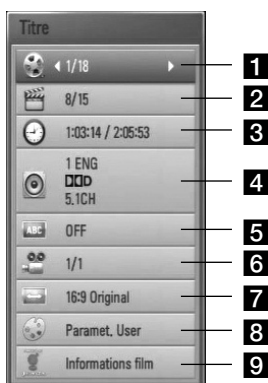 Titre
1/18 1
8/15 2
1:03:14 / 2:05:53 3
1 ENG
DD D
5.1CH
4
ABC OFF 5
1/1 6
16:9 Original 7
Paramet. User 8
Informations film 9